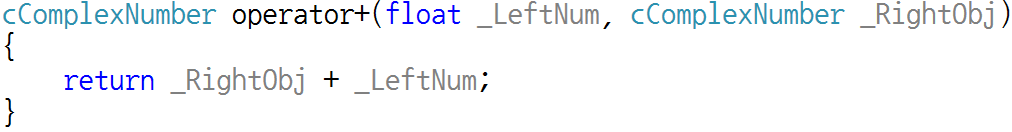 cComplexNumber operator+(float _LeftNum, cComplexNumber _RightObj)
{
    return _RightObj + _LeftNum;
}